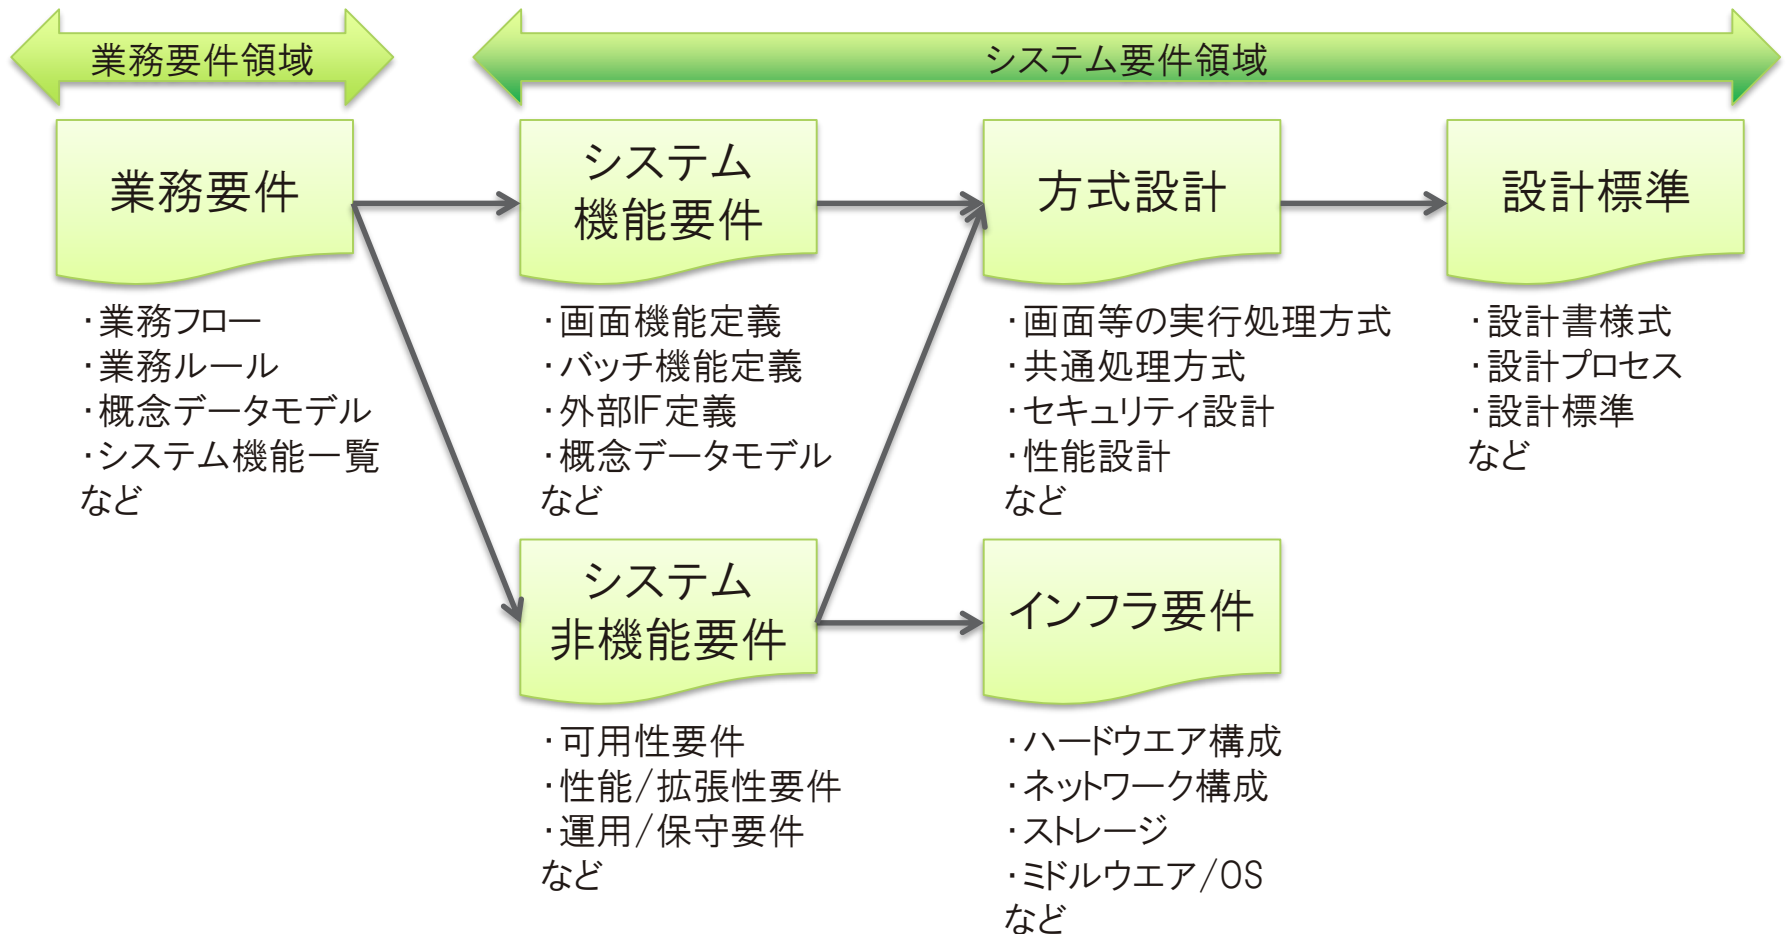 業務要件領域
システム要件領域
業務要件
システム
機能要件
方式設計
設計標準
・業務フロー
・業務ルール
・概念データモデル
・システム機能一覧
など
・画面機能定義
・バッチ機能定義
・外部IF定義
・概念データモデル
など
・画面等の実行処理方式
・共通処理方式
・セキュリティ設計
・性能設計
など
・設計書様式
・設計プロセス
・設計標準
など
システム
非機能要件
インフラ要件
・可用性要件
・性能/拡張性要件
・運用/保守要件
など
・ハードウエア構成
・ネットワーク構成
・ストレージ
・ミドルウエア/OS
など